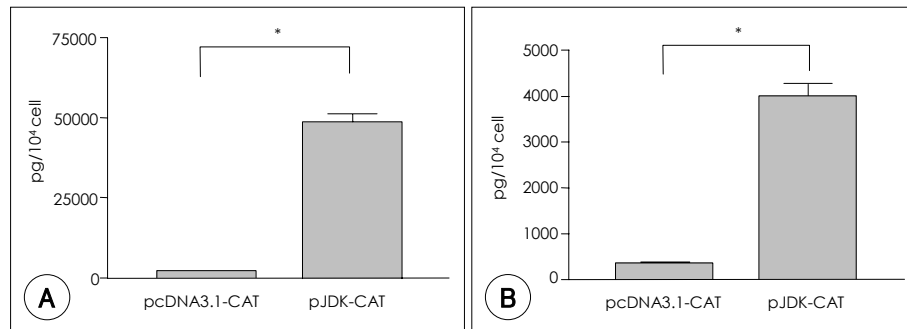 75000
*
50000
pg/10⁴ cell
25000
0
pcDNA3.1-CAT pJDK-CAT
A
5000
*
4000
3000
pg/10⁴ cell
2000
1000
0
pcDNA3.1-CAT pJDK-CAT
B